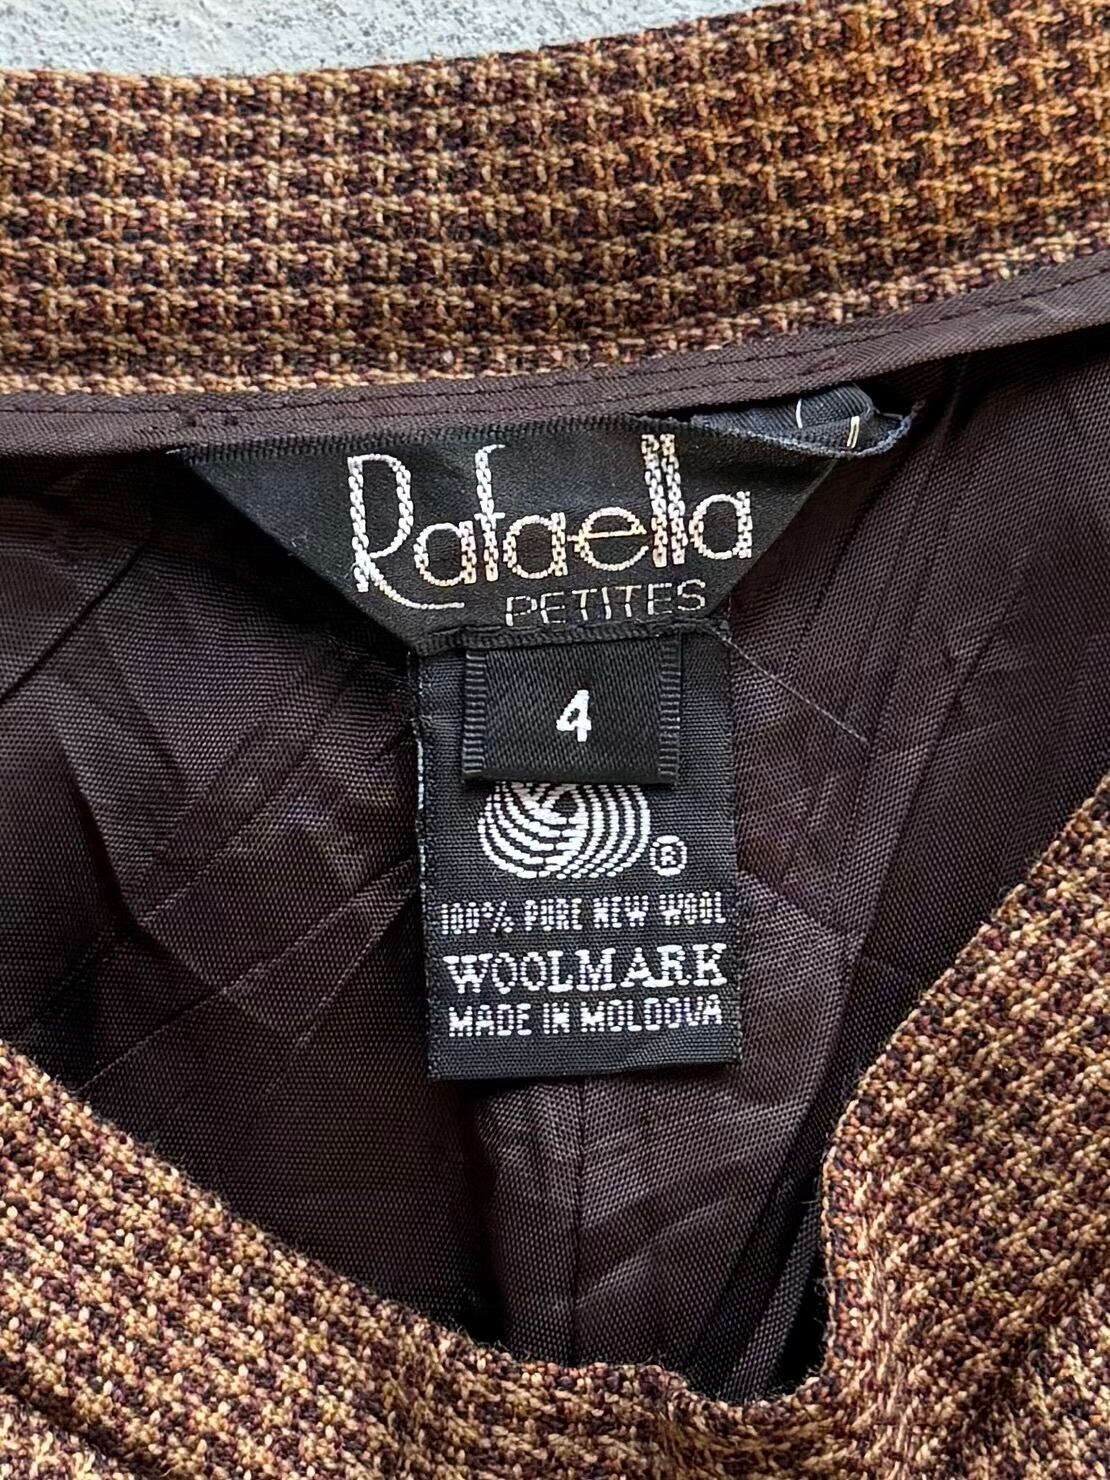 Rafaella
PETITES
4
®
100% PURE NEW WOOL
WOOLMARK
MADE IN MOLDOVA